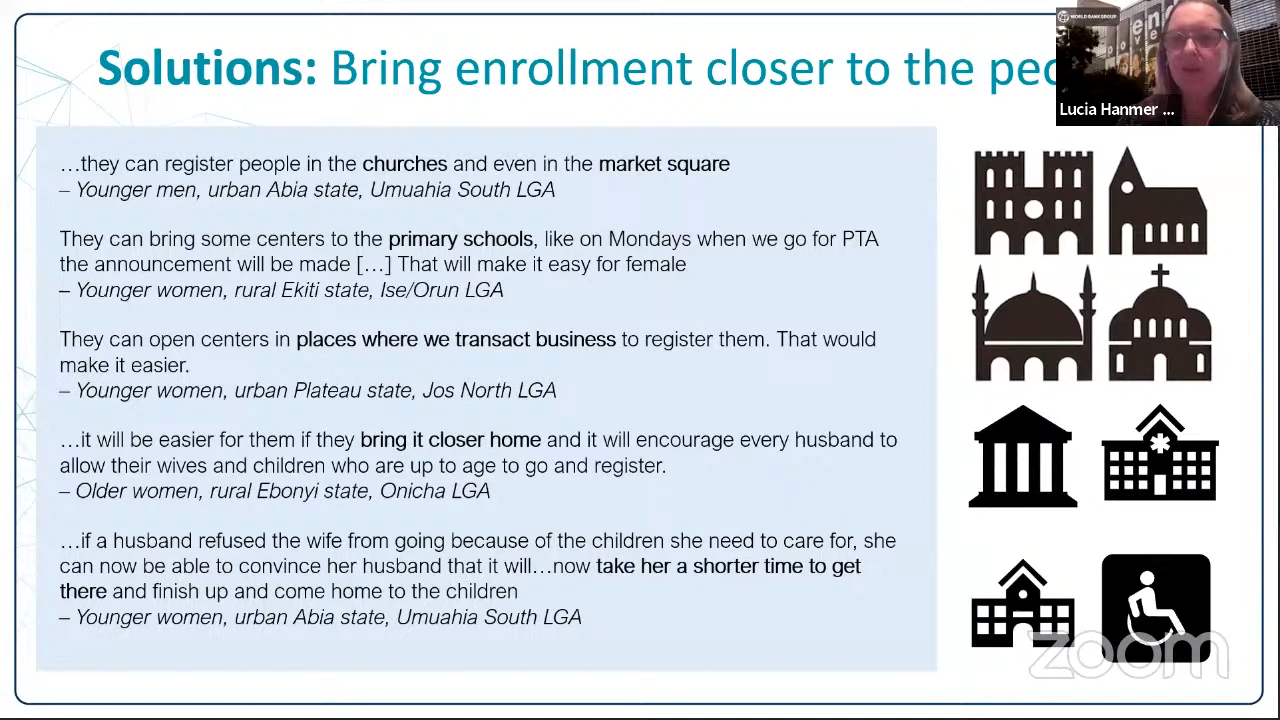 Solutions: Bring enrollment closer to the
WORLD BANK GROUP
Lucia Hanmer ...
…they can register people in the churches and even in the market square
– Younger men, urban Abia state, Umuahia South LGA
They can bring some centers to the primary schools, like on Mondays when we go for PTA
the announcement will be made […] That will make it easy for female
– Younger women, rural Ekiti state, Ise/Orun LGA
They can open centers in places where we transact business to register them. That would
make it easier.
– Younger women, urban Plateau state, Jos North LGA
…it will be easier for them if they bring it closer home and it will encourage every husband to
allow their wives and children who are up to age to go and register.
– Older women, rural Ebonyi state, Onicha LGA
…if a husband refused the wife from going because of the children she need to care for, she
can now be able to convince her husband that it will…now take her a shorter time to get
there and finish up and come home to the children
– Younger women, urban Abia state, Umuahia South LGA
zoom